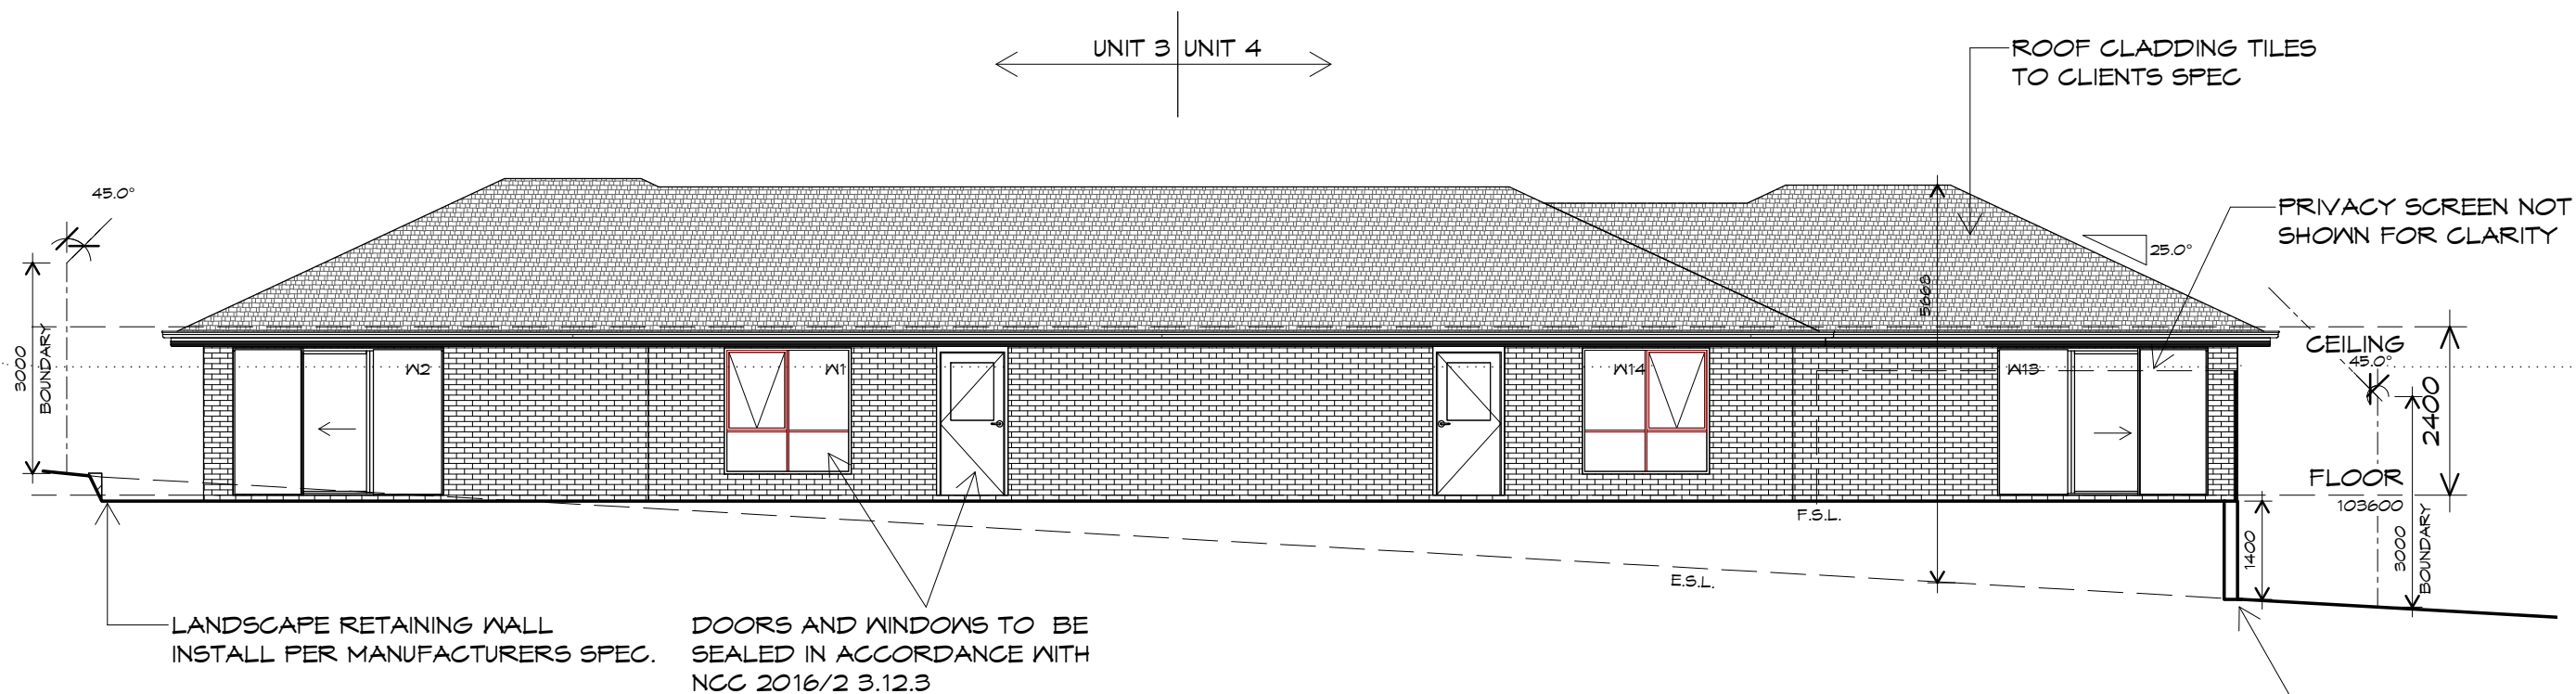 UNIT 3 UNIT 4
ROOF CLADDING TILES
TO CLIENTS SPEC
45.0°
PRIVACY SCREEN NOT
SHOWN FOR CLARITY
25.0°
5668
3000
BOUNDARY
CEILING
45.0°
W2
W1
W14
W13
2400
FLOOR
103600
F.S.L.
1400
3000
BOUNDARY
E.S.L.
LANDSCAPE RETAINING WALL
INSTALL PER MANUFACTURERS SPEC.
DOORS AND WINDOWS TO BE
SEALED IN ACCORDANCE WITH
NCC 2016/2 3.12.3